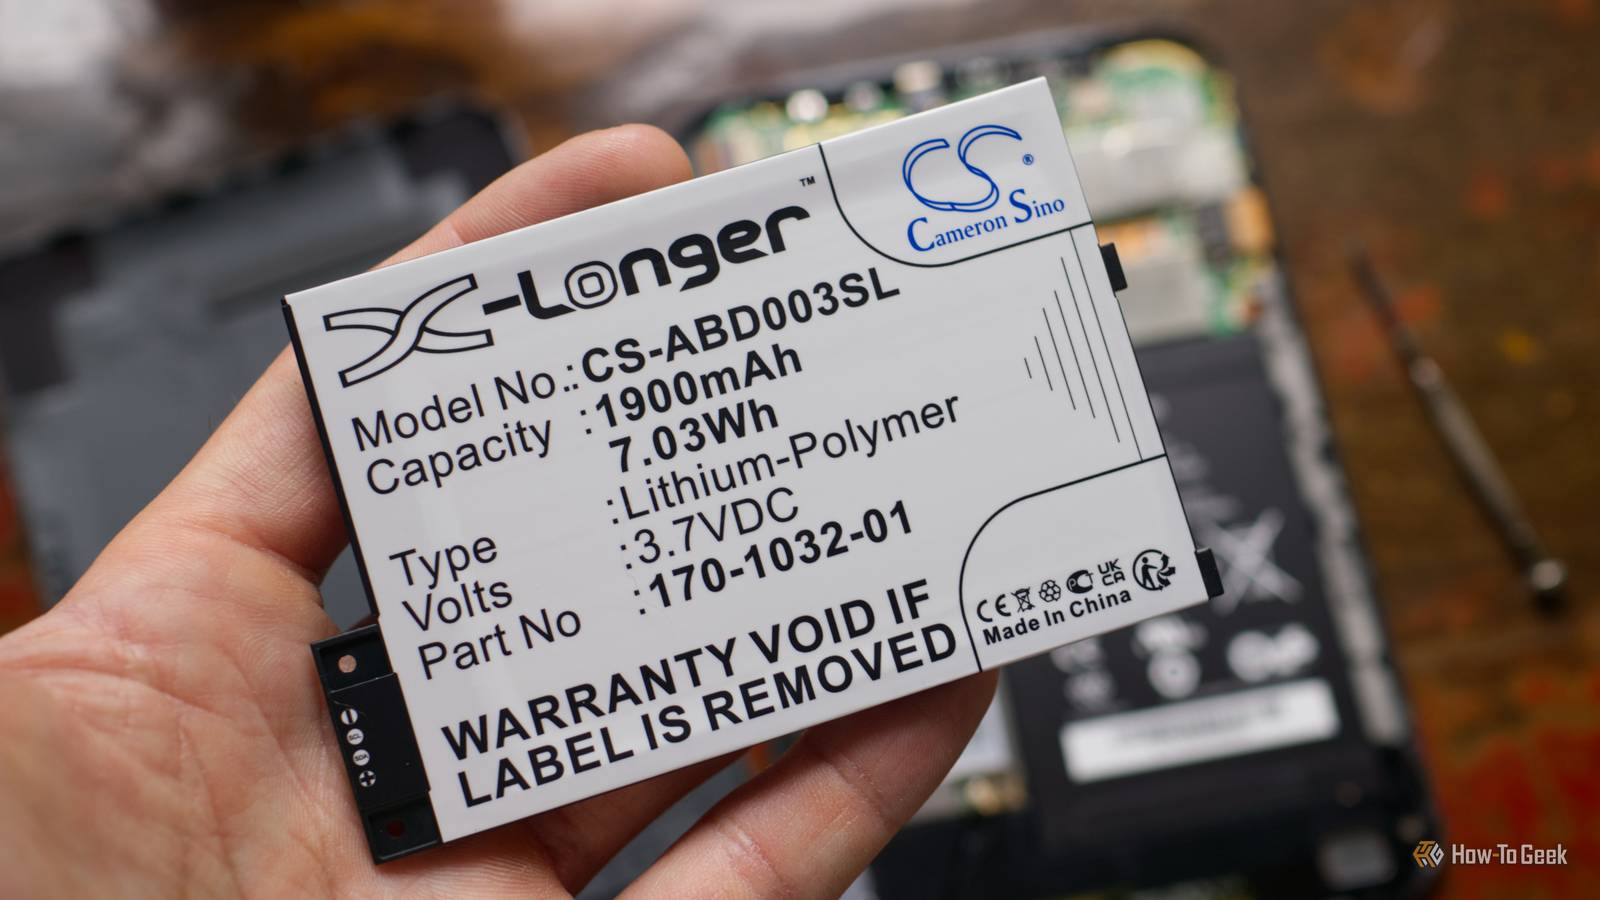 X-Longer™
CS®
Cameron Sino
Model No.: CS-ABD003SL
Capacity : 1900mAh
7.03Wh
Type : Lithium-Polymer
Volts : 3.7VDC
Part No : 170-1032-01
WARRANTY VOID IF
LABEL IS REMOVED
CE UK CA
Made In China
SCL
SDA
How-To Geek